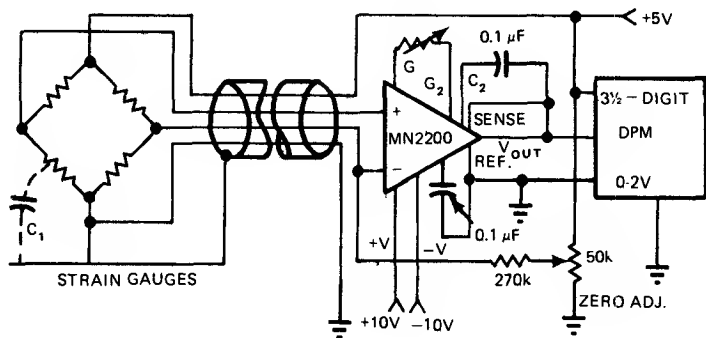 +5V
0.1 µF
G
G2
C2
3½-DIGIT
+
SENSE
MN2200
DPM
VOUT
REF.
−
0-2V
C1
0.1 µF
+V
−V
50k
STRAIN GAUGES
270k
ZERO ADJ.
+10V
−10V